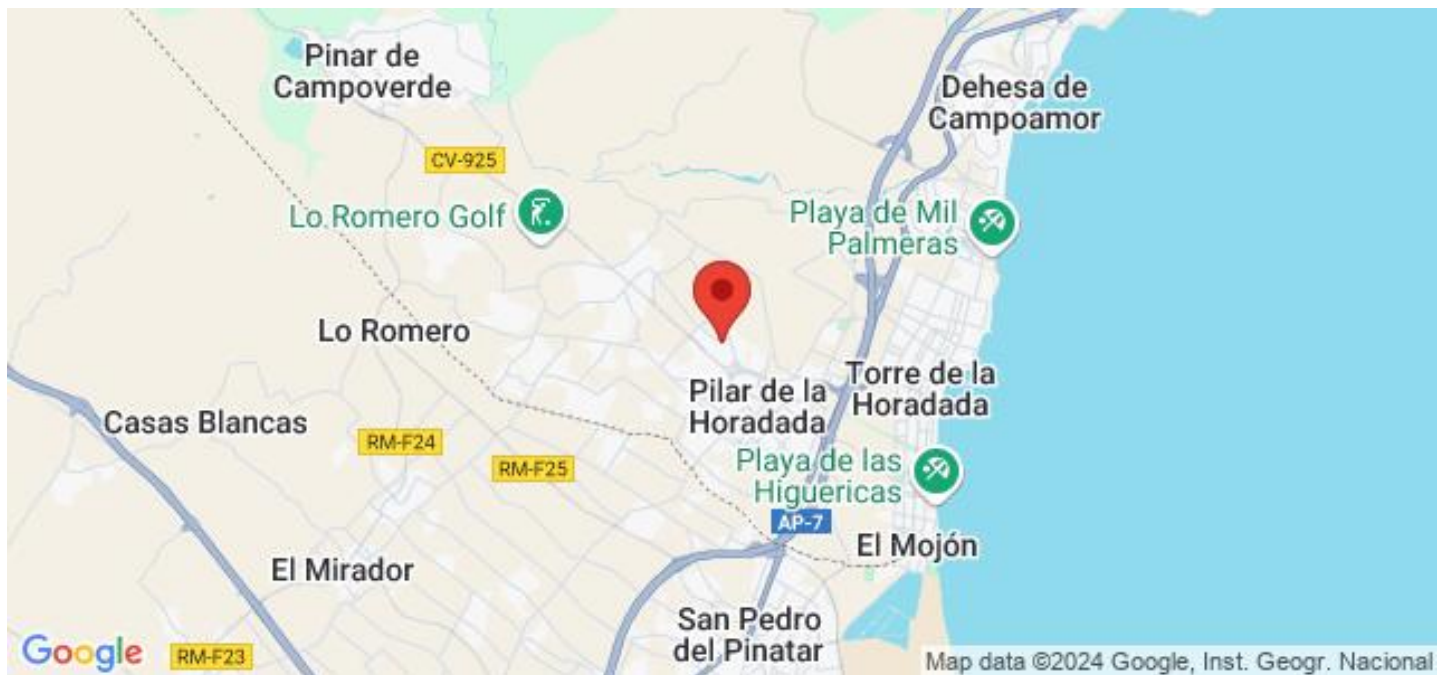 Pinar de
Campoverde
Dehesa de
Campoamor
CV-925
Lo Romero Golf
Playa de Mil
Palmeras
Lo Romero
Pilar de la
Horadada
Torre de la
Horadada
Casas Blancas
RM-F24
RM-F25
Playa de las
Higuericas
AP-7
El Mojón
El Mirador
San Pedro
del Pinatar
Google
RM-F23
Map data ©2024 Google, Inst. Geogr. Nacional